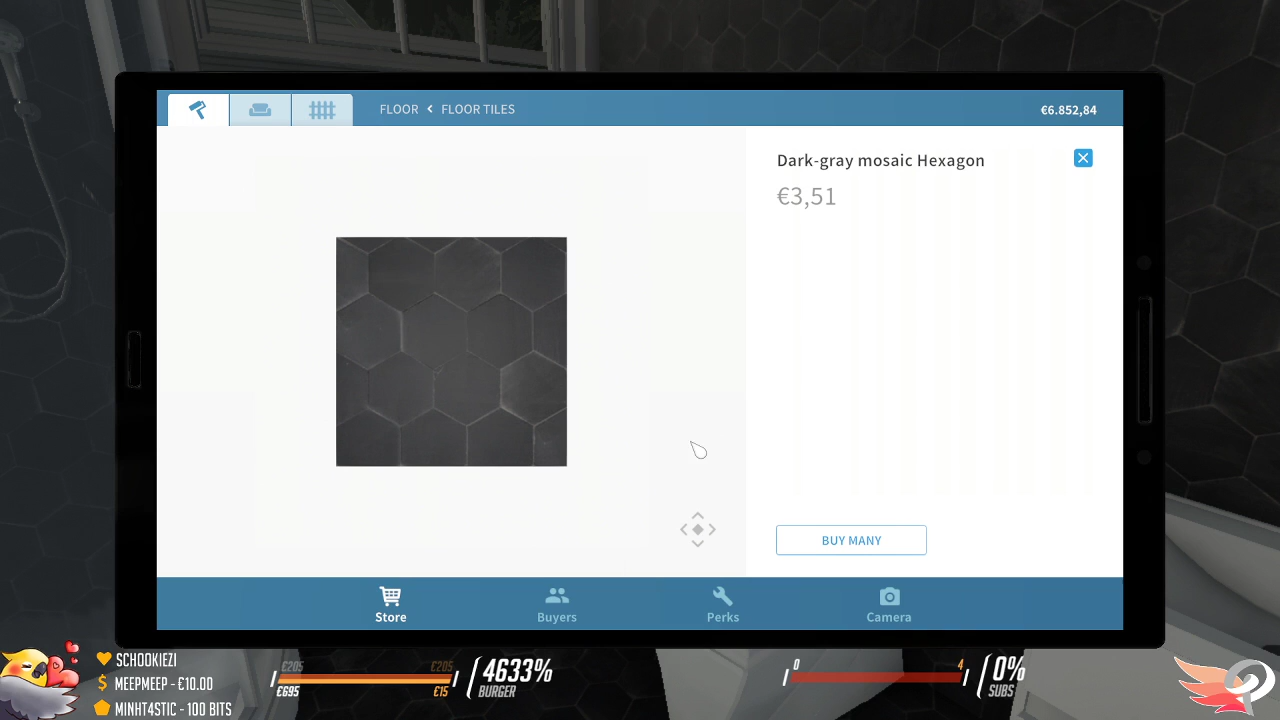 FLOOR < FLOOR TILES
€6.852,84
Dark-gray mosaic Hexagon
€3,51
BUY MANY
Store
Buyers
Perks
Camera
SCHOOKIEZI
MEEPMEEP - €10.00
MINHT4STIC - 100 BITS
€205
€205
€695
€15
4633%
BURGER
0
4
0%
SUBS